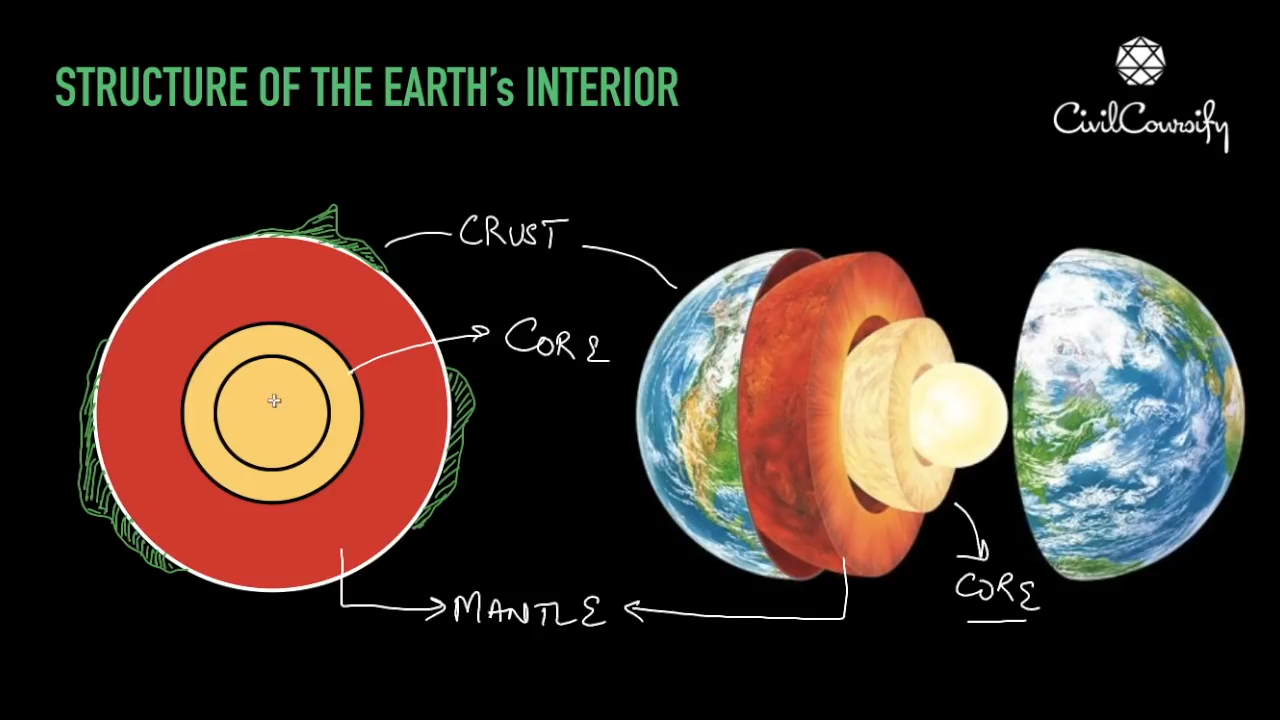 STRUCTURE OF THE EARTH's INTERIOR
CivilCoursify
CRUST
CORE
CORE
MANTLE